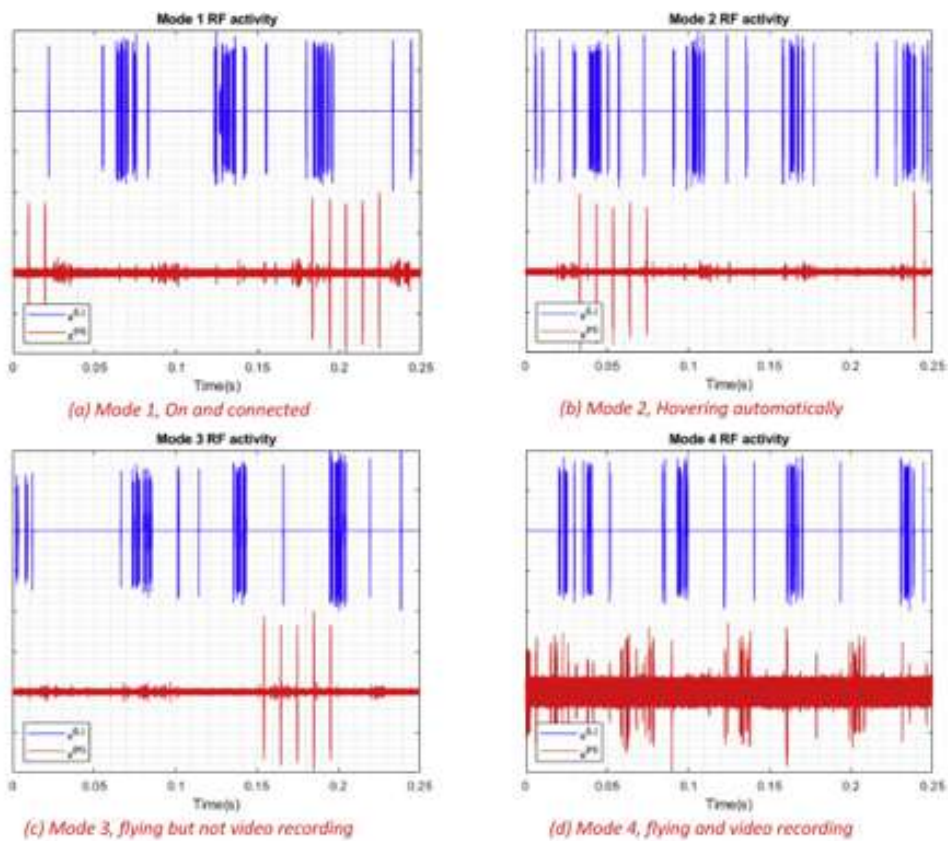 Mode 1 RF activity
0 0.05 0.1 0.15 0.2 0.25
Time(s)
(a) Mode 1, On and connected
Mode 2 RF activity
0 0.05 0.1 0.15 0.2 0.25
Time(s)
(b) Mode 2, Hovering automatically
Mode 3 RF activity
0 0.05 0.1 0.15 0.2 0.25
Time(s)
(c) Mode 3, flying but not video recording
Mode 4 RF activity
0 0.05 0.1 0.15 0.2 0.25
Time(s)
(d) Mode 4, flying and video recording